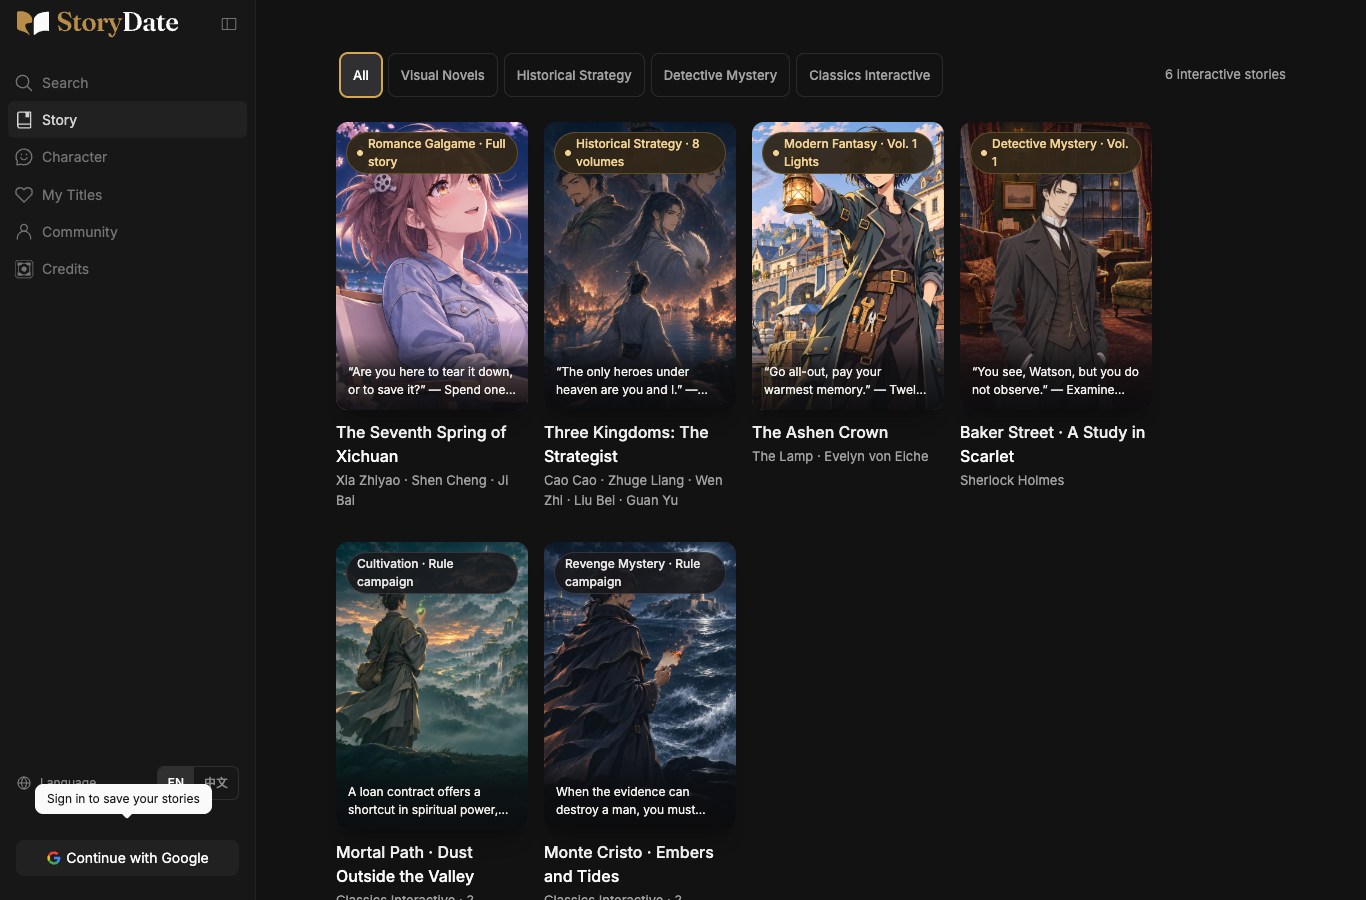 StoryDate
Search
Story
Character
My Titles
Community
Credits
Language
EN
中文
Sign in to save your stories
Continue with Google
All
Visual Novels
Historical Strategy
Detective Mystery
Classics Interactive
6 interactive stories
Romance Galgame · Full
story
“Are you here to tear it down,
or to save it?” — Spend one...
The Seventh Spring of
Xichuan
Xia Zhiyao · Shen Cheng · Ji
Bai
Historical Strategy · 8
volumes
“The only heroes under
heaven are you and I.” —...
Three Kingdoms: The
Strategist
Cao Cao · Zhuge Liang · Wen
Zhi · Liu Bei · Guan Yu
Modern Fantasy · Vol. 1
Lights
“Go all-out, pay your
warmest memory.” — Twel...
The Ashen Crown
The Lamp · Evelyn von Eiche
Detective Mystery · Vol.
1
“You see, Watson, but you do
not observe.” — Examine...
Baker Street · A Study in
Scarlet
Sherlock Holmes
Cultivation · Rule
campaign
A loan contract offers a
shortcut in spiritual power,...
Mortal Path · Dust
Outside the Valley
Classics Interactive · 2
Revenge Mystery · Rule
campaign
When the evidence can
destroy a man, you must...
Monte Cristo · Embers
and Tides
Classics Interactive · 2